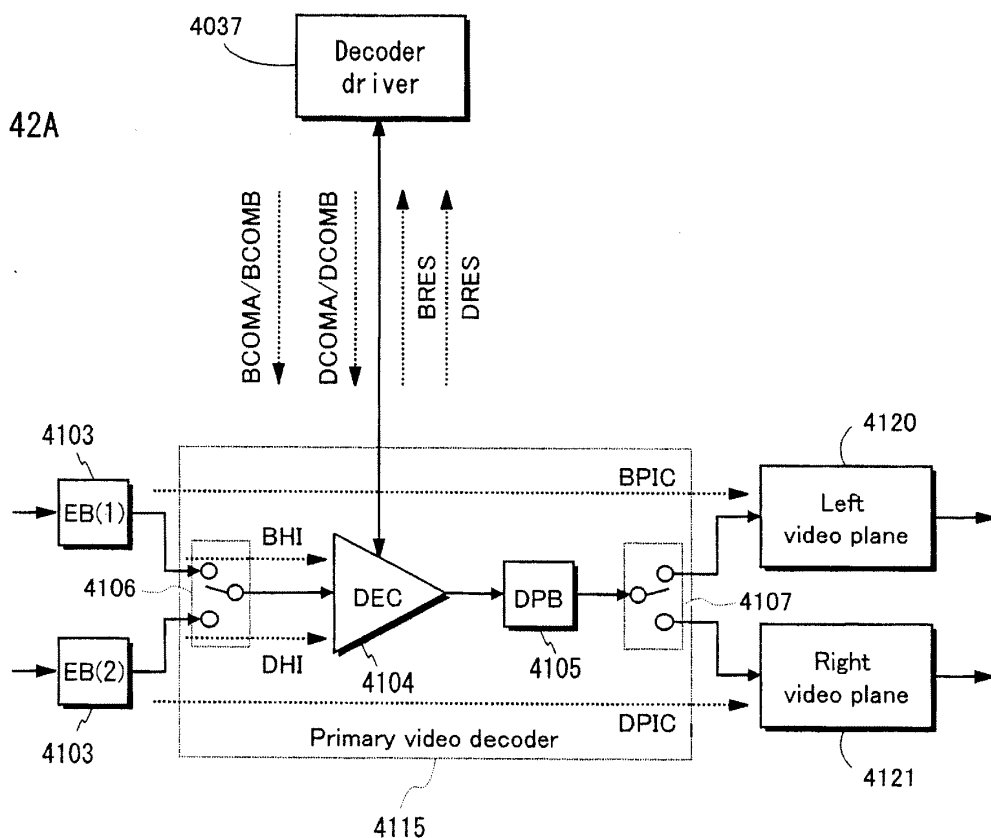 4037
Decoder
driver
42A
BCOMA/BCOMB
DCOMA/DCOMB
BRES
DRES
4103
4120
EB(1)
BPIC
Left
video plane
BHI
4106
DEC
DPB
4107
EB(2)
DHI
4104
4105
Right
video plane
4103
DPIC
Primary video decoder
4121
4115